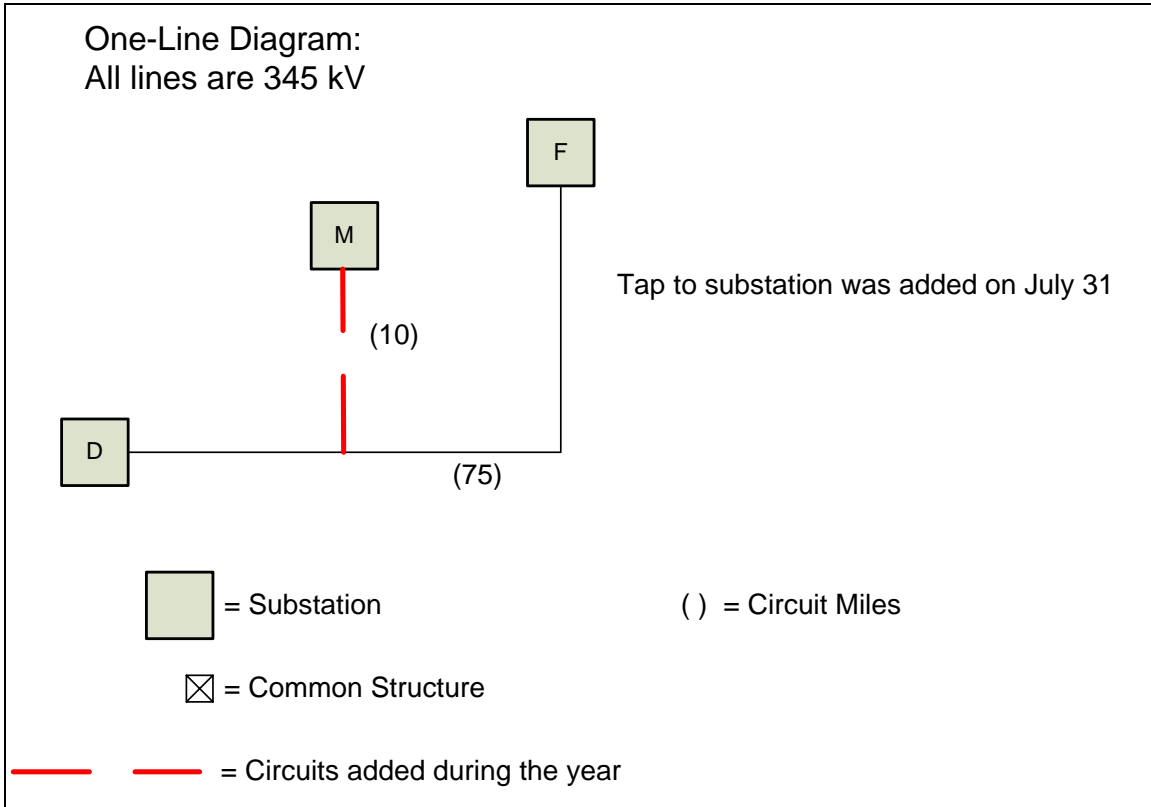 One-Line Diagram:
All lines are 345 kV
F
M
Tap to substation was added on July 31
(10)
D
(75)
= Substation
( ) = Circuit Miles
= Common Structure
= Circuits added during the year